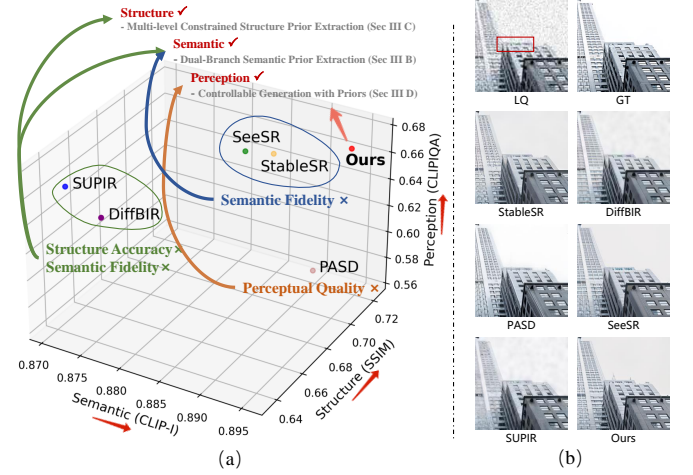 Structure ✓
- Multi-level Constrained Structure Prior Extraction (Sec III C)
Semantic ✓
- Dual-Branch Semantic Prior Extraction (Sec III B)
Perception ✓
- Controllable Generation with Priors (Sec III D)
SeeSR
StableSR
Ours
SUPIR
DiffBIR
Semantic Fidelity ×
Structure Accuracy×
Semantic Fidelity×
PASD
Perceptual Quality ×
0.68
0.66
0.64
0.62
0.60
0.58
0.56
Perception (CLIPIQA)
0.72
0.70
0.68
0.66
0.64
Structure (SSIM)
0.870
0.875
0.880
0.885
0.890
0.895
Semantic (CLIP-I)
(a)
LQ
GT
StableSR
DiffBIR
PASD
SeeSR
SUPIR
Ours
(b)